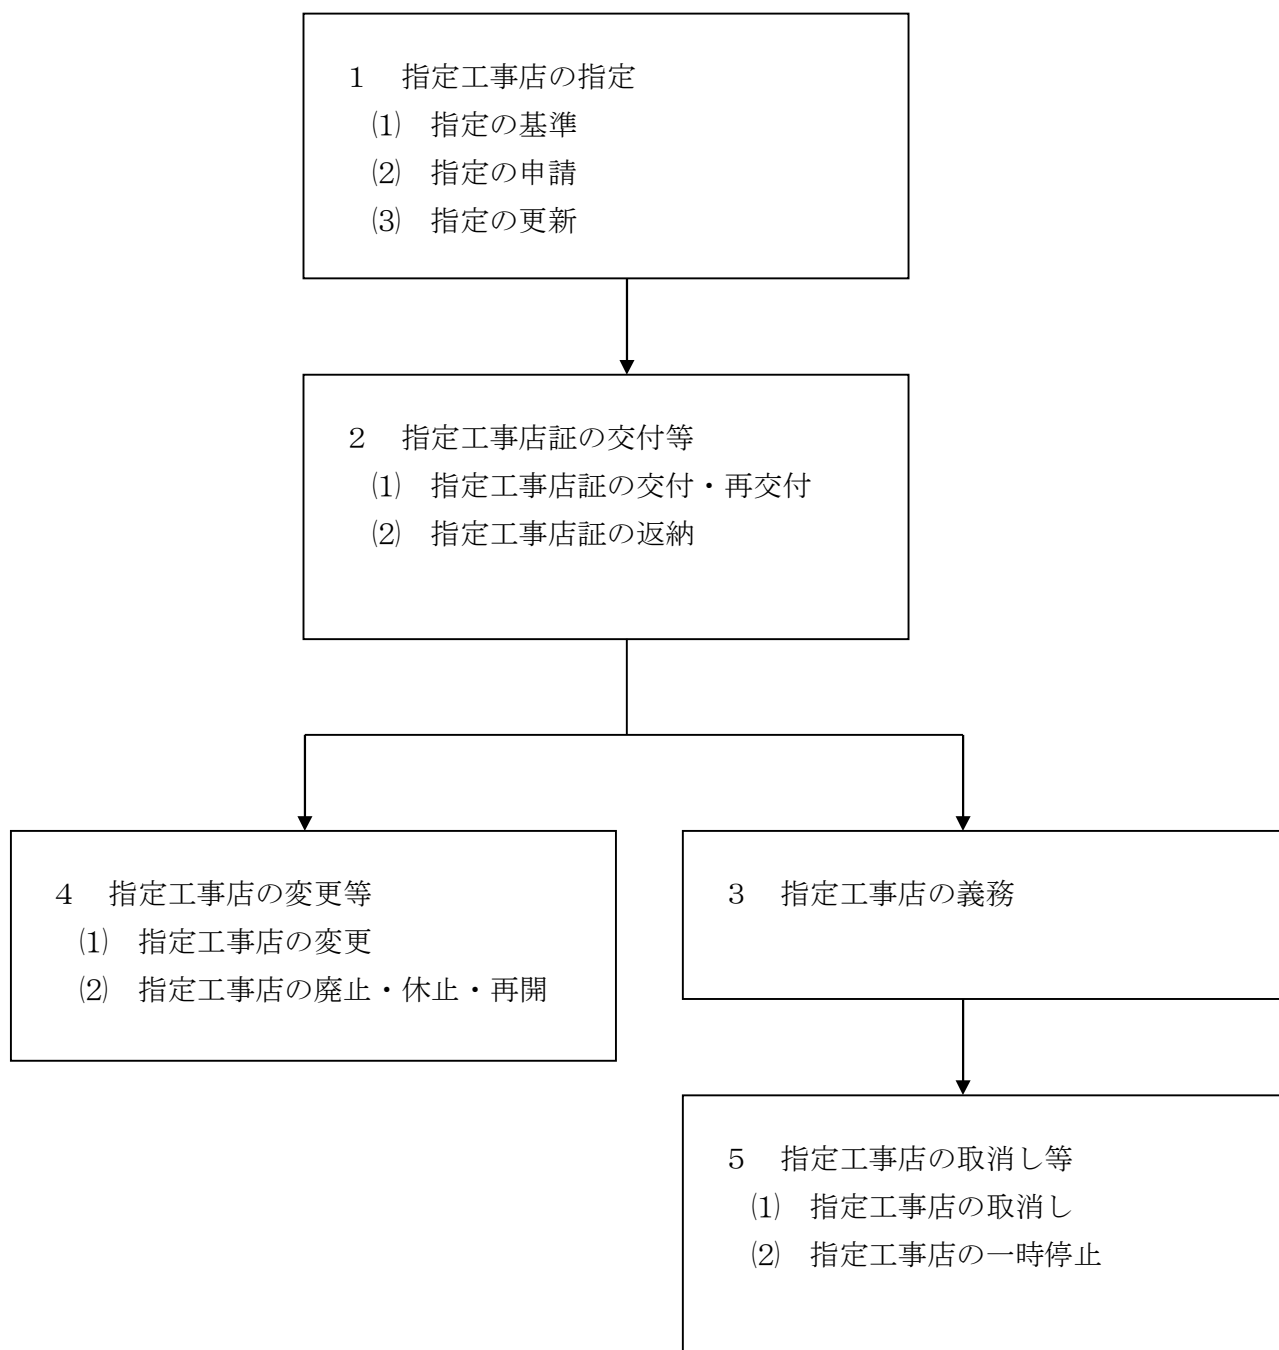 １　指定工事店の指定
⑴　指定の基準
⑵　指定の申請
⑶　指定の更新
２　指定工事店証の交付等
⑴　指定工事店証の交付・再交付
⑵　指定工事店証の返納
４　指定工事店の変更等
⑴　指定工事店の変更
⑵　指定工事店の廃止・休止・再開
３　指定工事店の義務
５　指定工事店の取消し等
⑴　指定工事店の取消し
⑵　指定工事店の一時停止